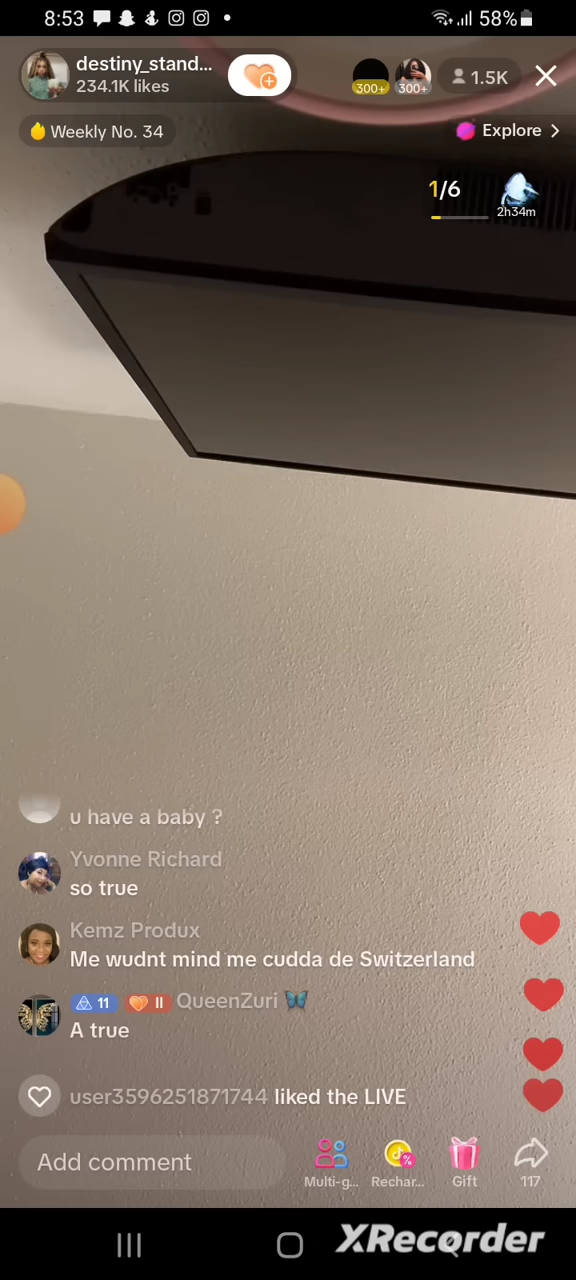 8:53
58%
destiny_stand...
234.1K likes
300+
300+
1.5K
Weekly No. 34
Explore
1/6
2h34m
u have a baby ?
Yvonne Richard
so true
Kemz Produx
Me wudnt mind me cudda de Switzerland
11 II QueenZuri
A true
user3596251871744 liked the LIVE
Add comment
Multi-g...
Rechar...
Gift
117
XRecorder